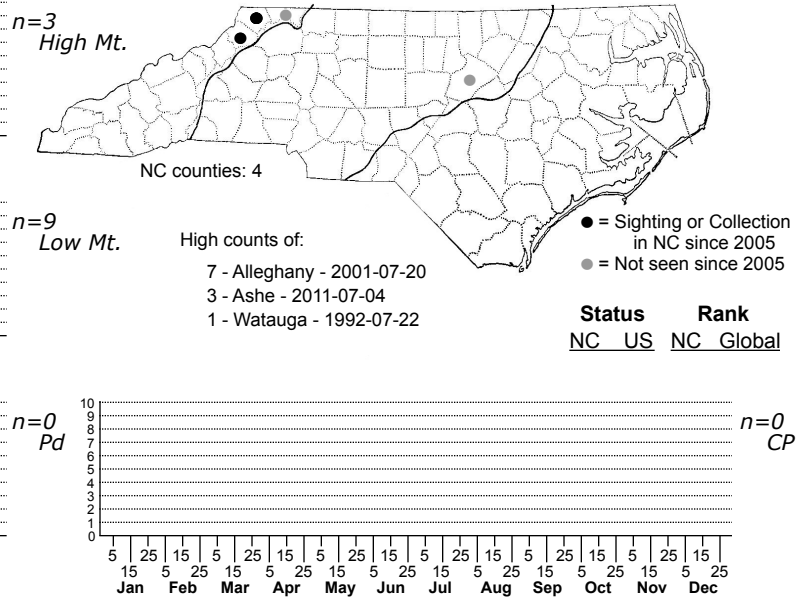 n=3
High Mt.
NC counties: 4
n=9
Low Mt.
High counts of:
7 - Alleghany - 2001-07-20
3 - Ashe - 2011-07-04
1 - Watauga - 1992-07-22
= Sighting or Collection
in NC since 2005
= Not seen since 2005
Status Rank
NC US NC Global
n=0
Pd
n=0
CP
10
9
8
7
6
5
4
3
2
1
0
5 25 15 5 25 15 5 25 15 5 25 15 5 25 15 5 25 15
15 5 25 15 5 25 15 5 25 15 5 25 15 5 25 15 5 25
Jan Feb Mar Apr May Jun Jul Aug Sep Oct Nov Dec